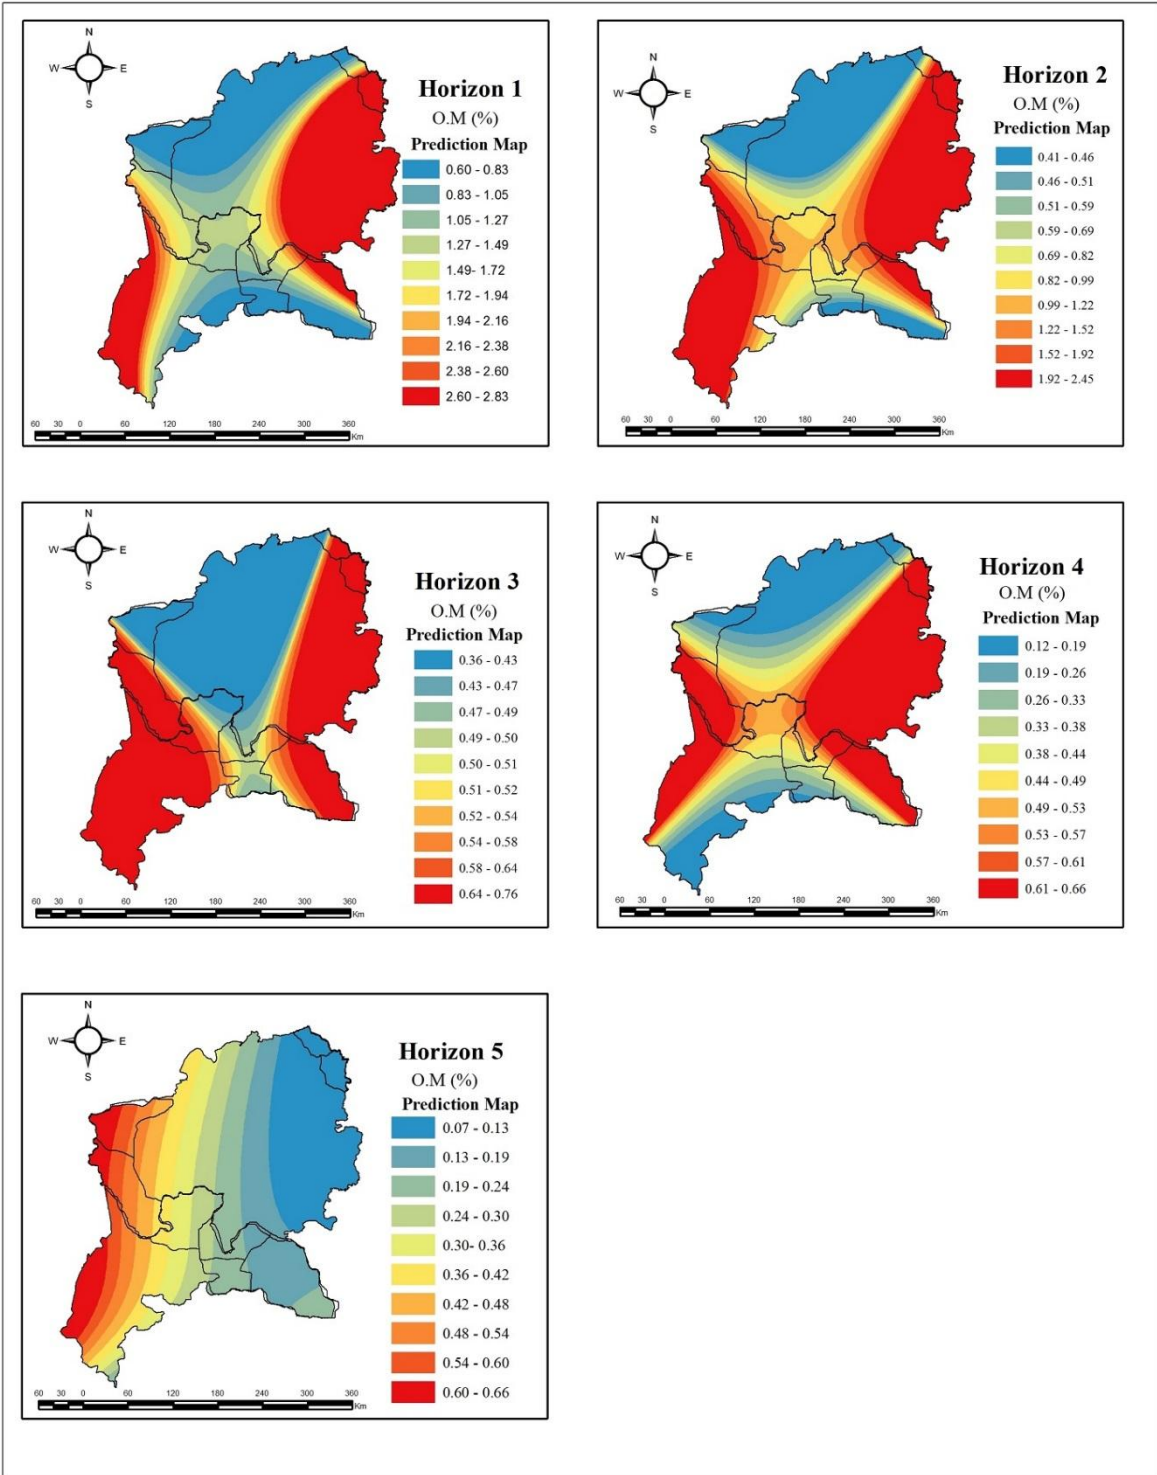 N
W E
S
Horizon 1
O.M (%)
Prediction Map
0.60 - 0.83
0.83 - 1.05
1.05 - 1.27
1.27 - 1.49
1.49- 1.72
1.72 - 1.94
1.94 - 2.16
2.16 - 2.38
2.38 - 2.60
2.60 - 2.83
60 30 0 60 120 180 240 300 360
Km
N
W E
S
Horizon 2
O.M (%)
Prediction Map
0.41 - 0.46
0.46 - 0.51
0.51 - 0.59
0.59 - 0.69
0.69 - 0.82
0.82 - 0.99
0.99 - 1.22
1.22 - 1.52
1.52 - 1.92
1.92 - 2.45
60 30 0 60 120 180 240 300 360
Km
N
W E
S
Horizon 3
O.M (%)
Prediction Map
0.36 - 0.43
0.43 - 0.47
0.47 - 0.49
0.49 - 0.50
0.50 - 0.51
0.51 - 0.52
0.52 - 0.54
0.54 - 0.58
0.58 - 0.64
0.64 - 0.76
60 30 0 60 120 180 240 300 360
Km
N
W E
S
Horizon 4
O.M (%)
Prediction Map
0.12 - 0.19
0.19 - 0.26
0.26 - 0.33
0.33 - 0.38
0.38 - 0.44
0.44 - 0.49
0.49 - 0.53
0.53 - 0.57
0.57 - 0.61
0.61 - 0.66
60 30 0 60 120 180 240 300 360
Km
N
W E
S
Horizon 5
O.M (%)
Prediction Map
0.07 - 0.13
0.13 - 0.19
0.19 - 0.24
0.24 - 0.30
0.30- 0.36
0.36 - 0.42
0.42 - 0.48
0.48 - 0.54
0.54 - 0.60
0.60 - 0.66
60 30 0 60 120 180 240 300 360
Km